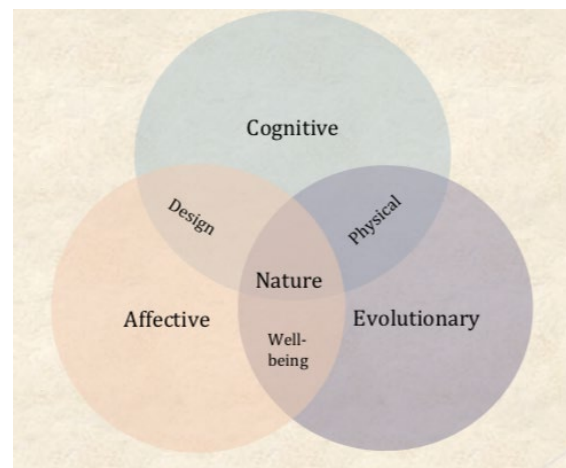 Cognitive
Design
Physical
Nature
Affective
Evolutionary
Well-
being